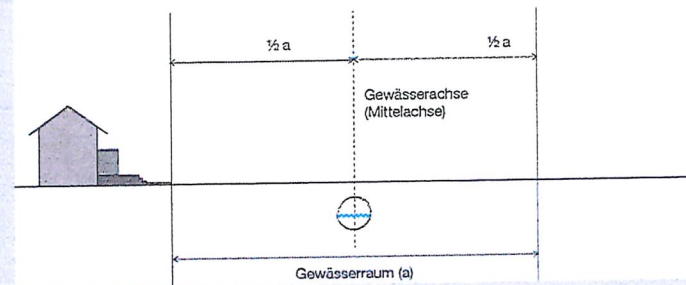 ½ a
½ a
Gewässerachse
(Mittelachse)
Gewässerraum (a)